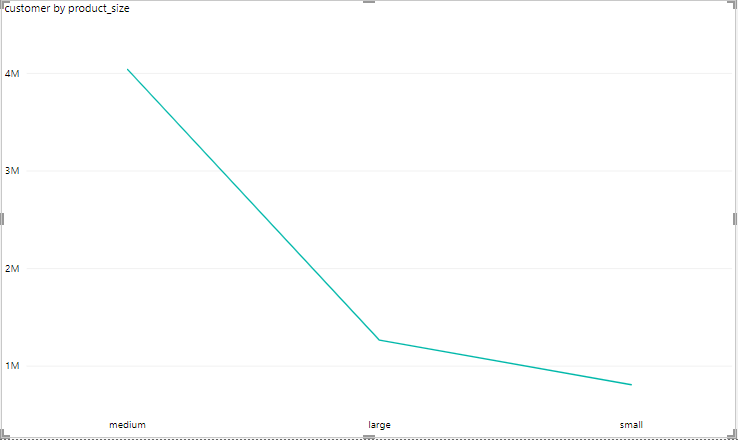 customer by product_size
4M
3M
2M
1M
medium large small